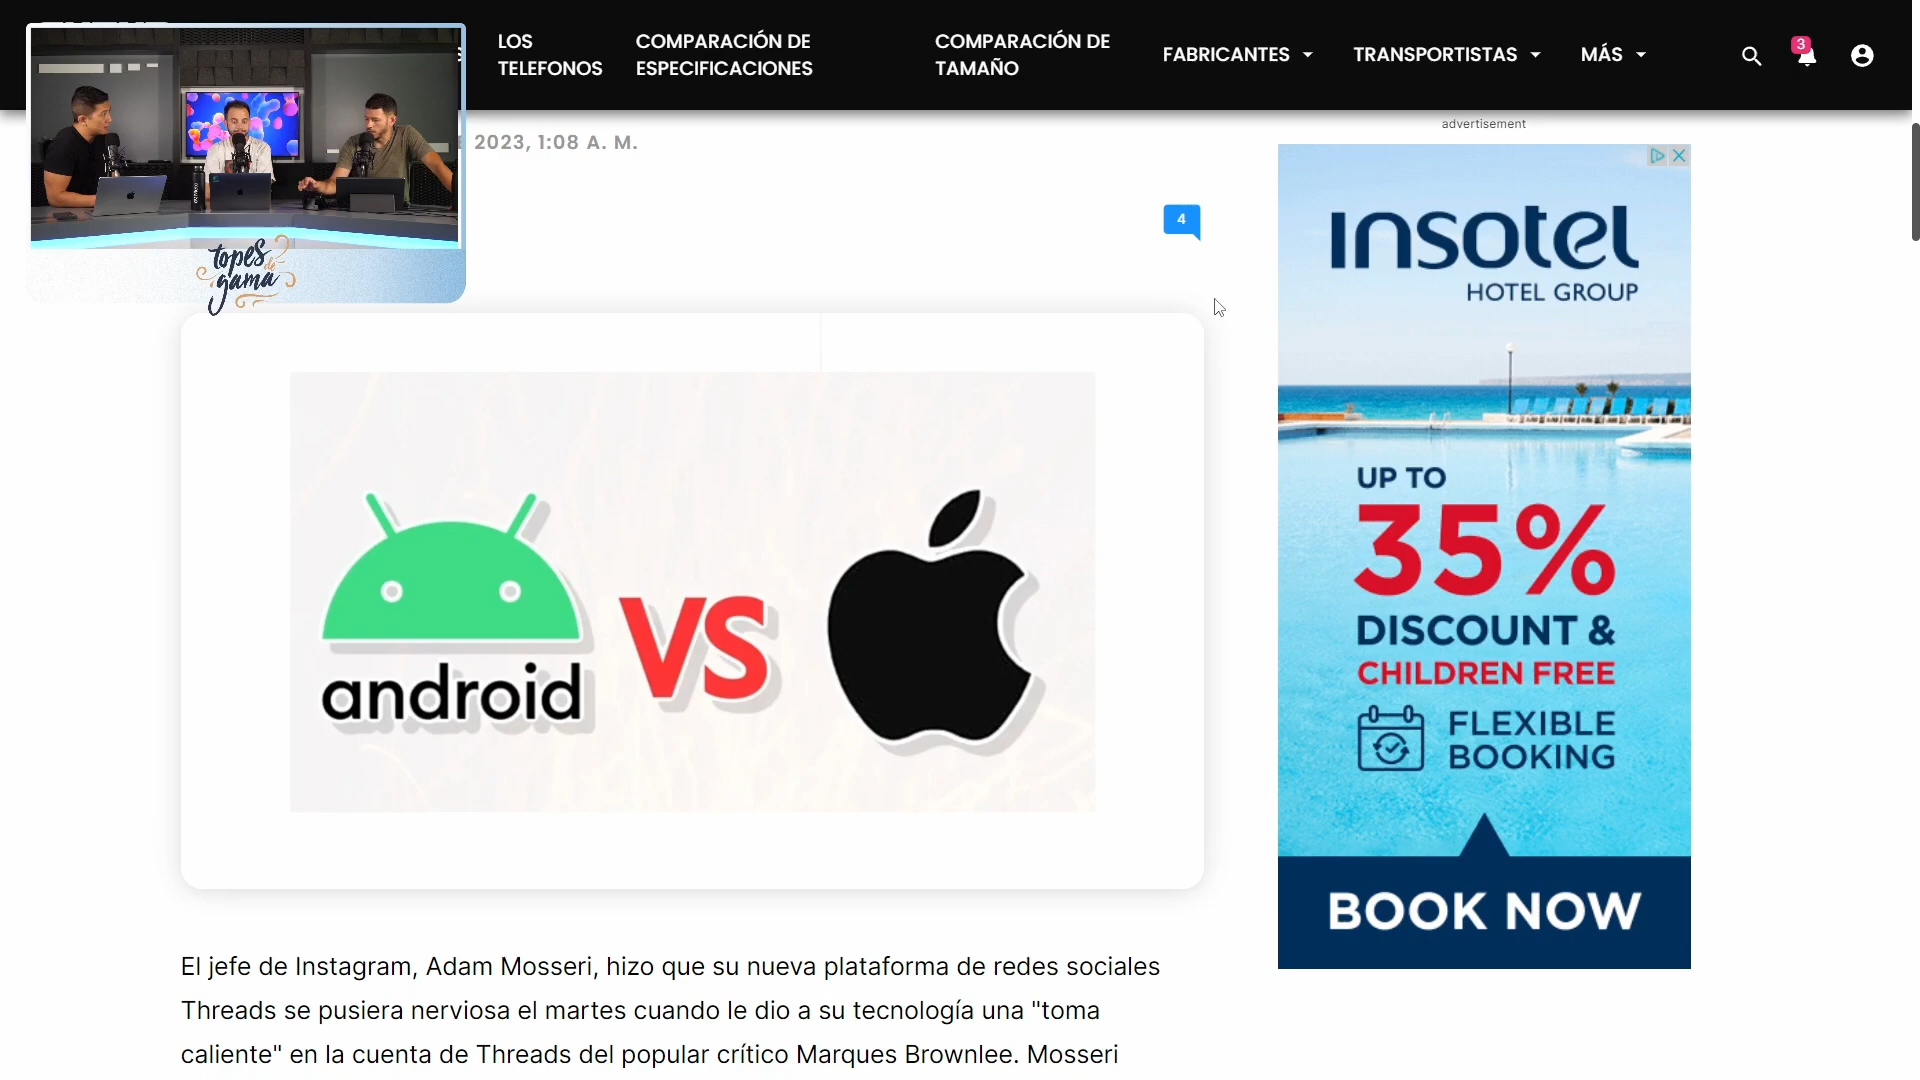 LOS
TELEFONOS
COMPARACIÓN DE
ESPECIFICACIONES
COMPARACIÓN DE
TAMAÑO
FABRICANTES
TRANSPORTISTAS
MÁS
3
topes
de
gama
2023, 1:08 A. M.
4
android
VS
El jefe de Instagram, Adam Mosseri, hizo que su nueva plataforma de redes sociales
Threads se pusiera nerviosa el martes cuando le dio a su tecnología una "toma
caliente" en la cuenta de Threads del popular crítico Marques Brownlee. Mosseri
advertisement
insotel
HOTEL GROUP
UP TO
35%
DISCOUNT &
CHILDREN FREE
FLEXIBLE
BOOKING
BOOK NOW